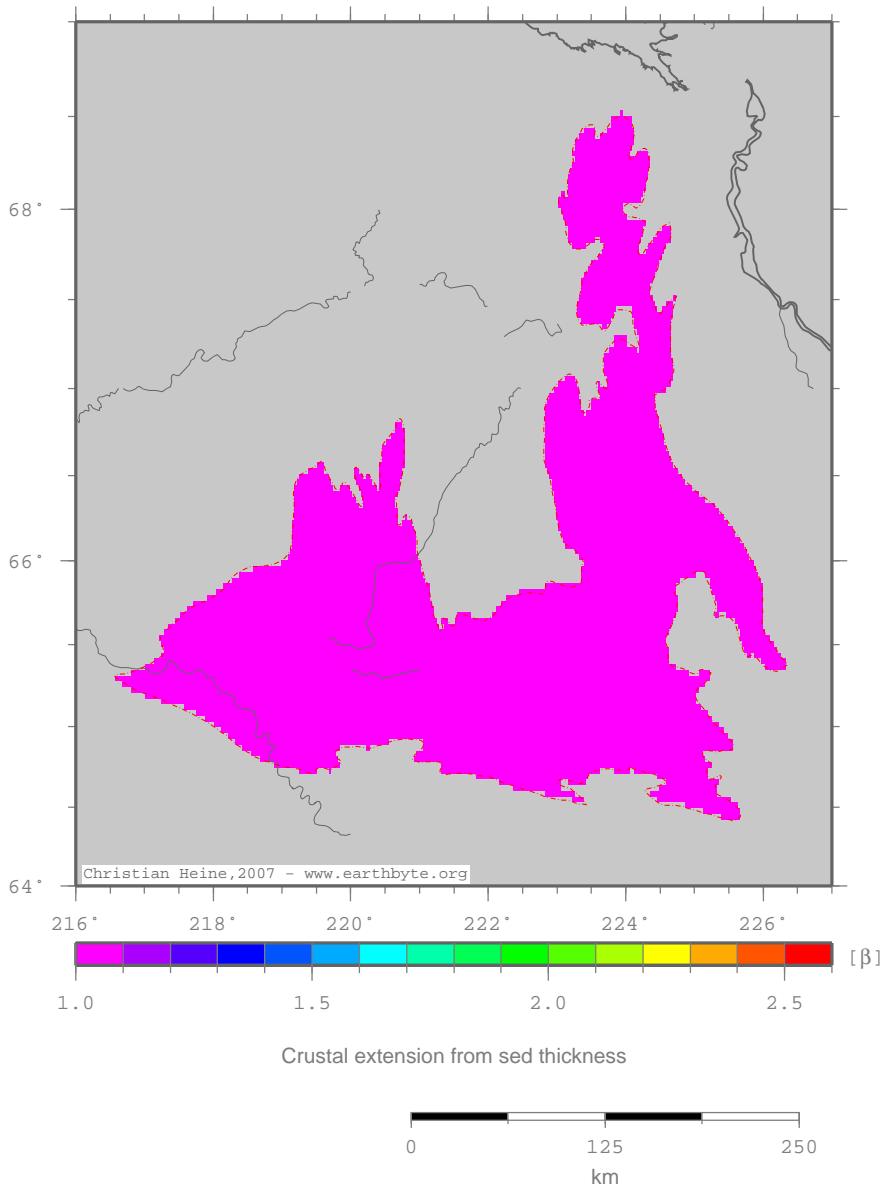 68°
66°
64°
Christian Heine,2007 - www.earthbyte.org
216° 218° 220° 222° 224° 226°
[β]
1.0 1.5 2.0 2.5
Crustal extension from sed thickness
0 125 250
km